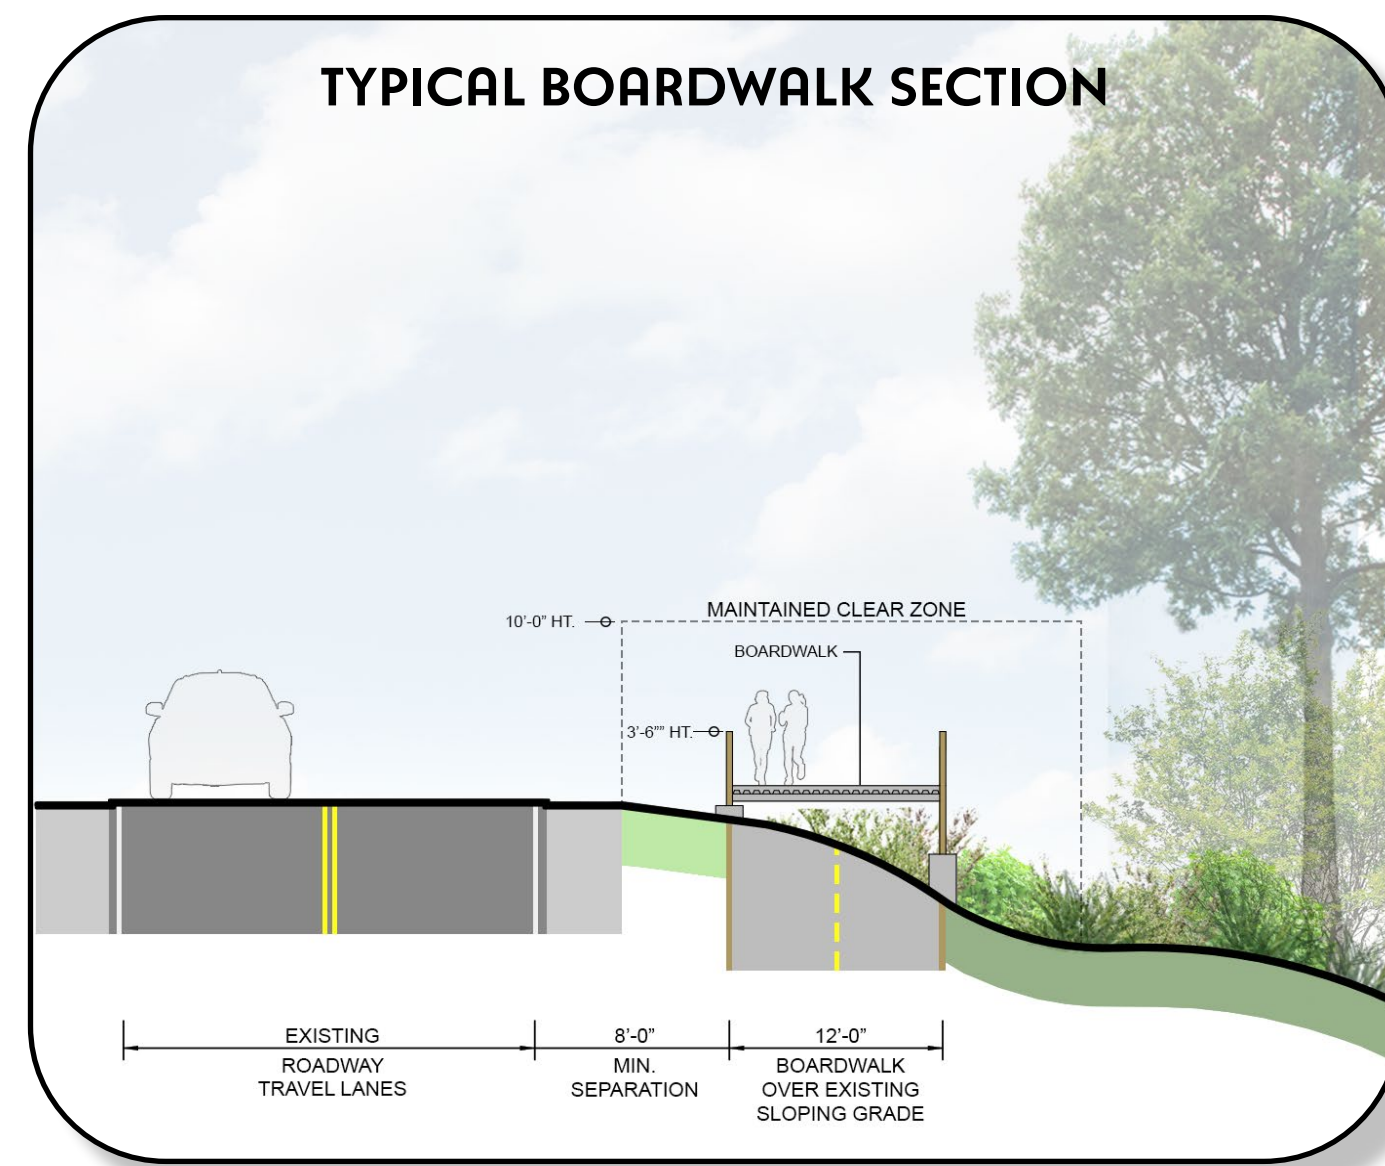 TYPICAL BOARDWALK SECTION
10'-0" HT.
MAINTAINED CLEAR ZONE
BOARDWALK
3'-6"" HT.
EXISTING
ROADWAY
TRAVEL LANES
8'-0"
MIN.
SEPARATION
12'-0"
BOARDWALK
OVER EXISTING
SLOPING GRADE